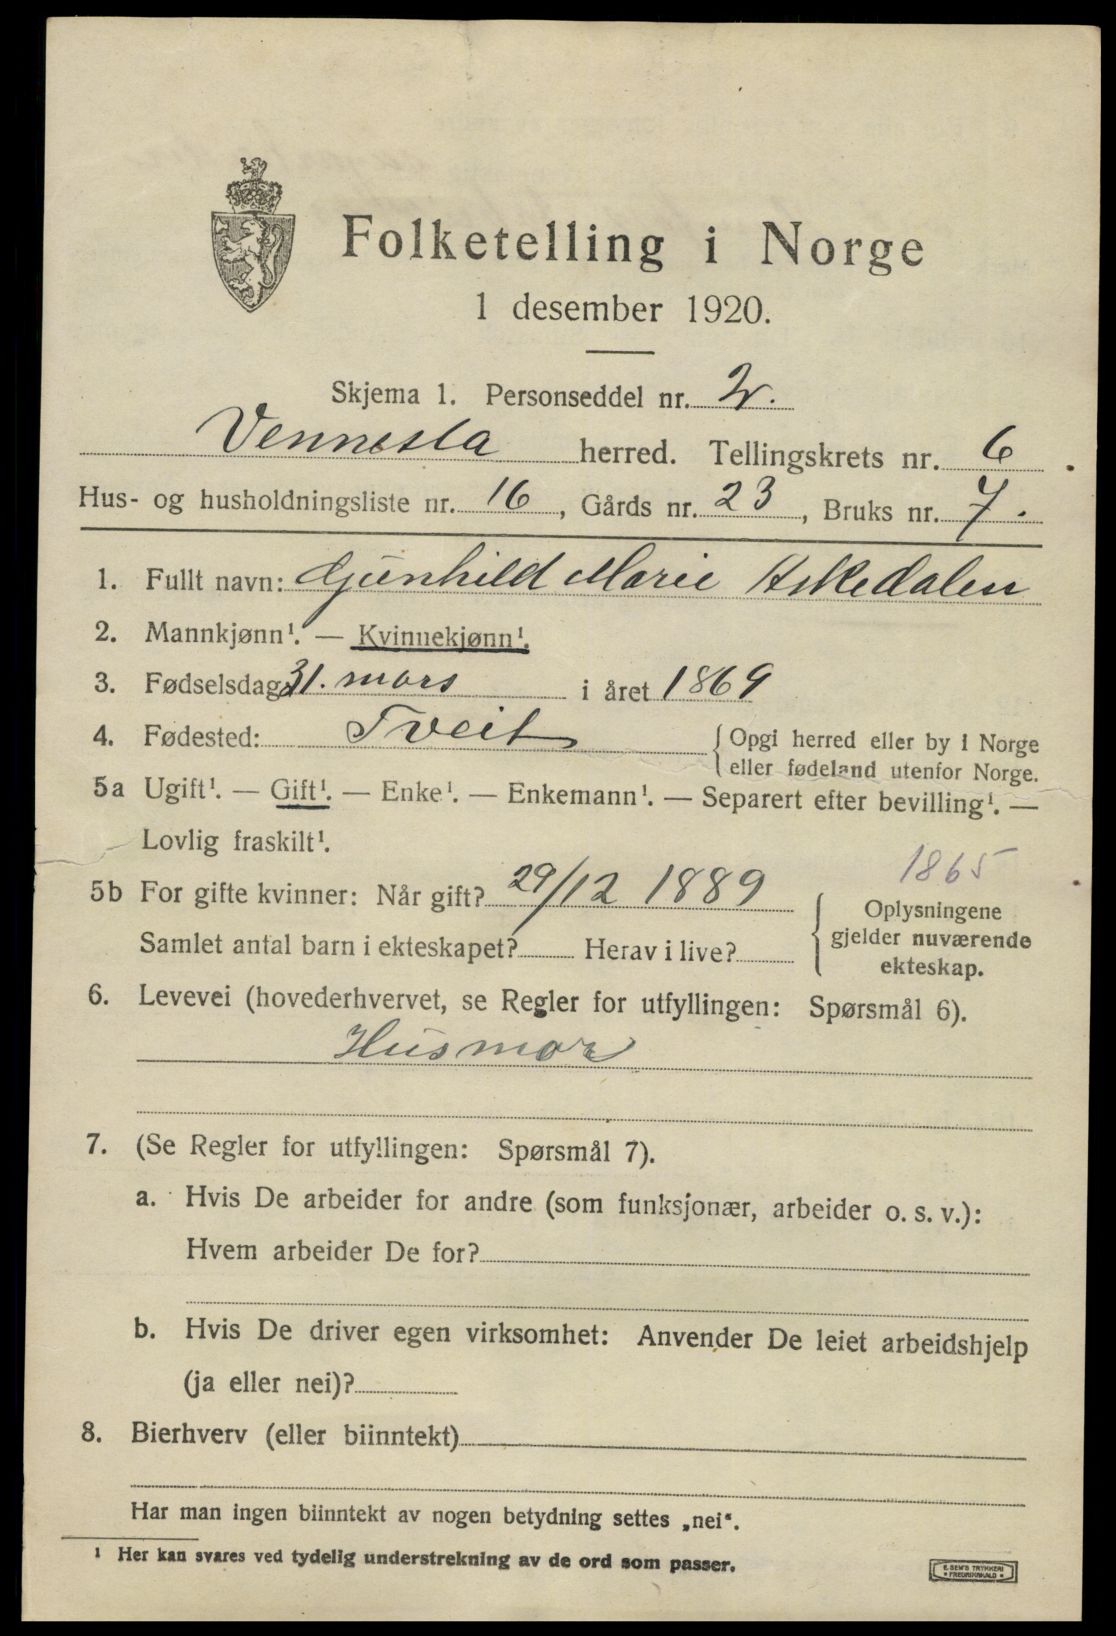 Folketelling i Norge
1 desember 1920.
Skjema 1. Personseddel nr. 2.
Vennesla herred. Tellingskrets nr. 6
Hus- og husholdningsliste nr. 16, Gårds nr. 23, Bruks nr. 7.
1. Fullt navn: Gunhild Marie Askedalen
2. Mannkjønn¹. — Kvinnekjønn¹.
3. Fødselsdag 31. mars i året 1869
4. Fødested: Tveit { Opgi herred eller by i Norge
eller fødeland utenfor Norge.
5a Ugift¹. — Gift¹. — Enke¹. — Enkemann¹. — Separert efter bevilling¹. —
Lovlig fraskilt¹.
1865
5b For gifte kvinner: Når gift? 29/12 1889
Samlet antal barn i ekteskapet? Herav i live?
{ Oplysningene
gjelder nuværende
ekteskap.
6. Levevei (hovederhvervet, se Regler for utfyllingen: Spørsmål 6).
Husmor
7. (Se Regler for utfyllingen: Spørsmål 7).
a. Hvis De arbeider for andre (som funksjonær, arbeider o. s. v.):
Hvem arbeider De for?
b. Hvis De driver egen virksomhet: Anvender De leiet arbeidshjelp
(ja eller nei)?
8. Bierhverv (eller biinntekt)
Har man ingen biinntekt av nogen betydning settes „nei“.
¹ Her kan svares ved tydelig understrekning av de ord som passer.
E. SEM'S TRYKKERI
• FREDRIKSHALD •